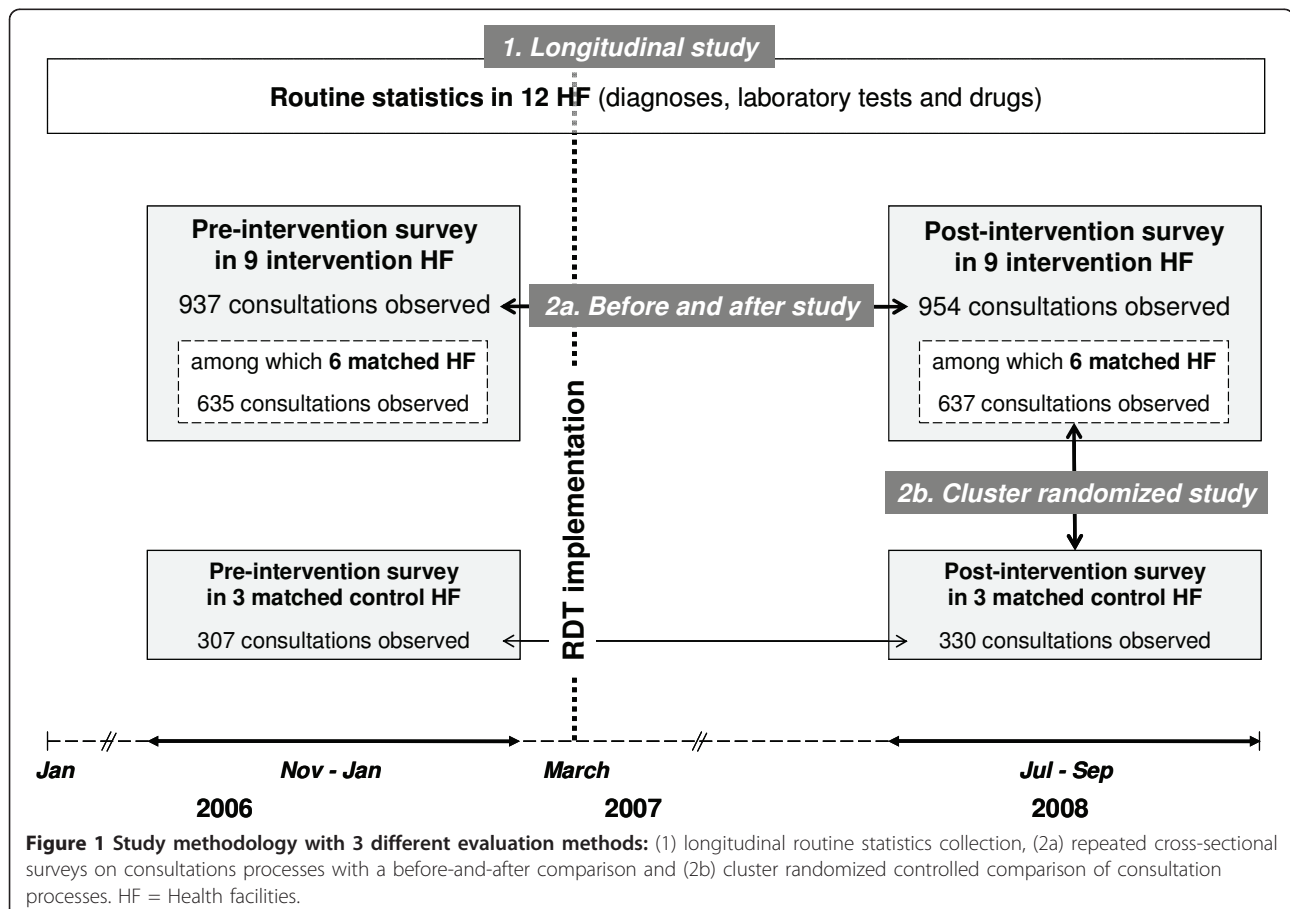 1. Longitudinal study
Routine statistics in 12 HF (diagnoses, laboratory tests and drugs)
Pre-intervention survey
in 9 intervention HF
937 consultations observed
among which 6 matched HF
635 consultations observed
2a. Before and after study
Post-intervention survey
in 9 intervention HF
954 consultations observed
among which 6 matched HF
637 consultations observed
RDT implementation
2b. Cluster randomized study
Pre-intervention survey
in 3 matched control HF
307 consultations observed
Post-intervention survey
in 3 matched control HF
330 consultations observed
Jan Nov - Jan March Jul - Sep
2006 2007 2008
Figure 1 Study methodology with 3 different evaluation methods: (1) longitudinal routine statistics collection, (2a) repeated cross-sectional
surveys on consultations processes with a before-and-after comparison and (2b) cluster randomized controlled comparison of consultation
processes. HF = Health facilities.